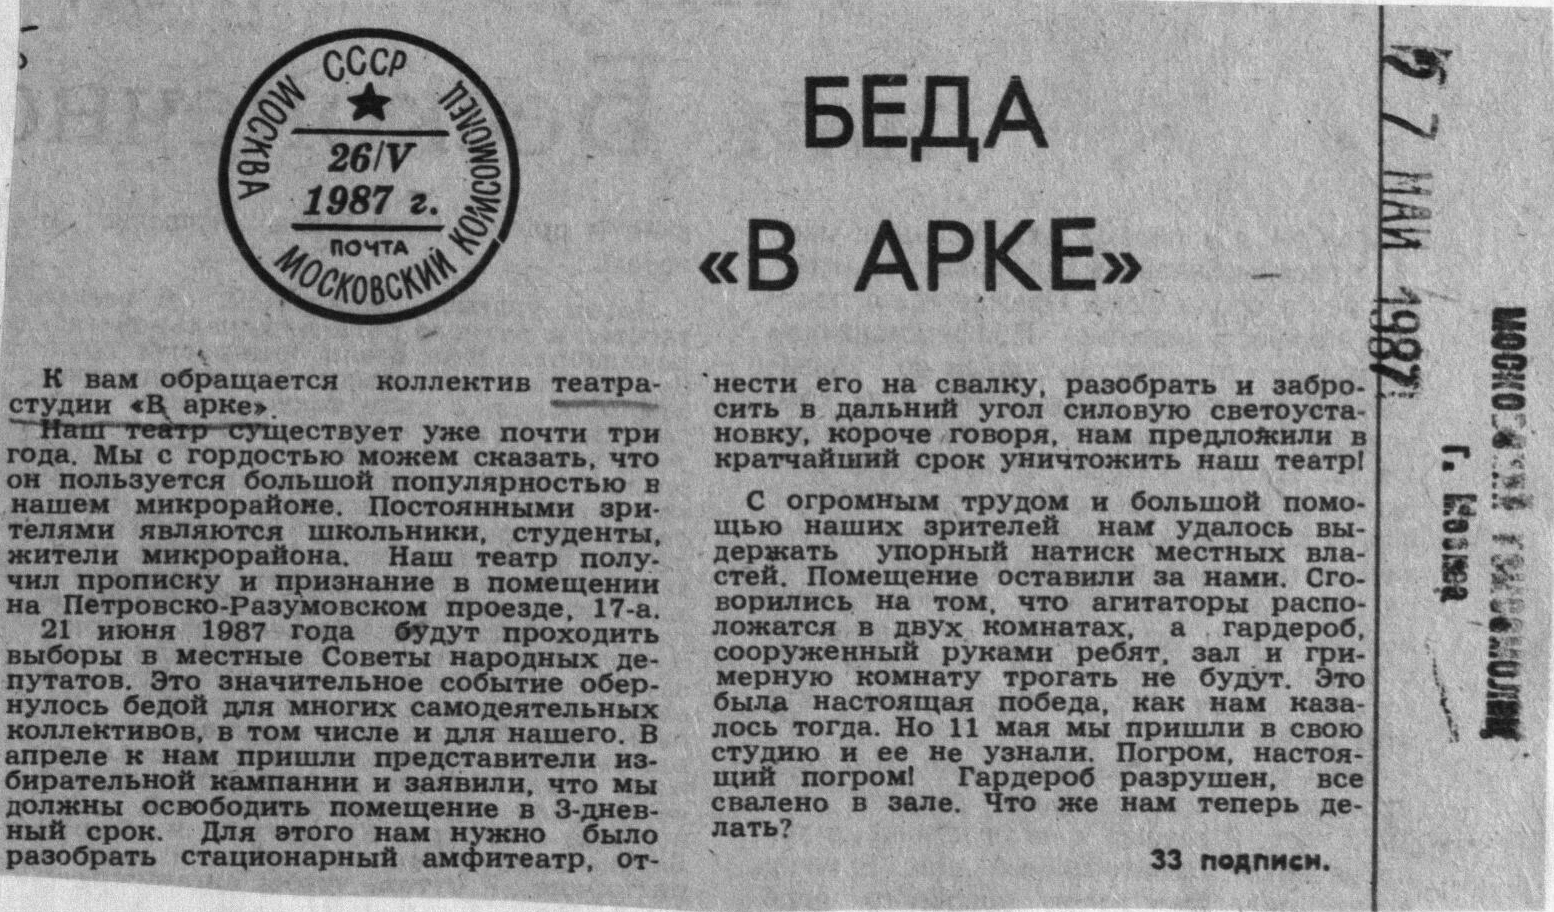 СССР
МОСКВА
26/V
1987 г.
ПОЧТА
МОСКОВСКИЙ КОМСОМОЛЕЦ
БЕДА
«В АРКЕ»
К вам обращается коллектив театра-
студии «В арке».
Наш театр существует уже почти три
года. Мы с гордостью можем сказать, что
он пользуется большой популярностью в
нашем микрорайоне. Постоянными зри-
телями являются школьники, студенты,
жители микрорайона. Наш театр полу-
чил прописку и признание в помещении
на Петровско-Разумовском проезде, 17-а.
21 июня 1987 года будут проходить
выборы в местные Советы народных де-
путатов. Это значительное событие обер-
нулось бедой для многих самодеятельных
коллективов, в том числе и для нашего. В
апреле к нам пришли представители из-
бирательной кампании и заявили, что мы
должны освободить помещение в 3-днев-
ный срок. Для этого нам нужно было
разобрать стационарный амфитеатр, от-
нести его на свалку, разобрать и забро-
сить в дальний угол силовую светоуста-
новку, короче говоря, нам предложили в
кратчайший срок уничтожить наш театр!
С огромным трудом и большой помо-
щью наших зрителей нам удалось вы-
держать упорный натиск местных вла-
стей. Помещение оставили за нами. Сго-
ворились на том, что агитаторы распо-
ложатся в двух комнатах, а гардероб,
сооруженный руками ребят, зал и гри-
мерную комнату трогать не будут. Это
была настоящая победа, как нам каза-
лось тогда. Но 11 мая мы пришли в свою
студию и ее не узнали. Погром, настоя-
щий погром! Гардероб разрушен, все
свалено в зале. Что же нам теперь де-
лать?
33 подписи.
МАЙ 1987
1987
МОСКОВСКИЙ КОМСОМОЛЕЦ
г. Москва